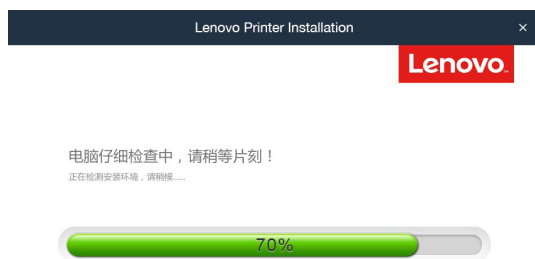 Lenovo Printer Installation
Lenovo
电脑仔细检查中，请稍等片刻！
正在检测安装环境，请稍候......
70%